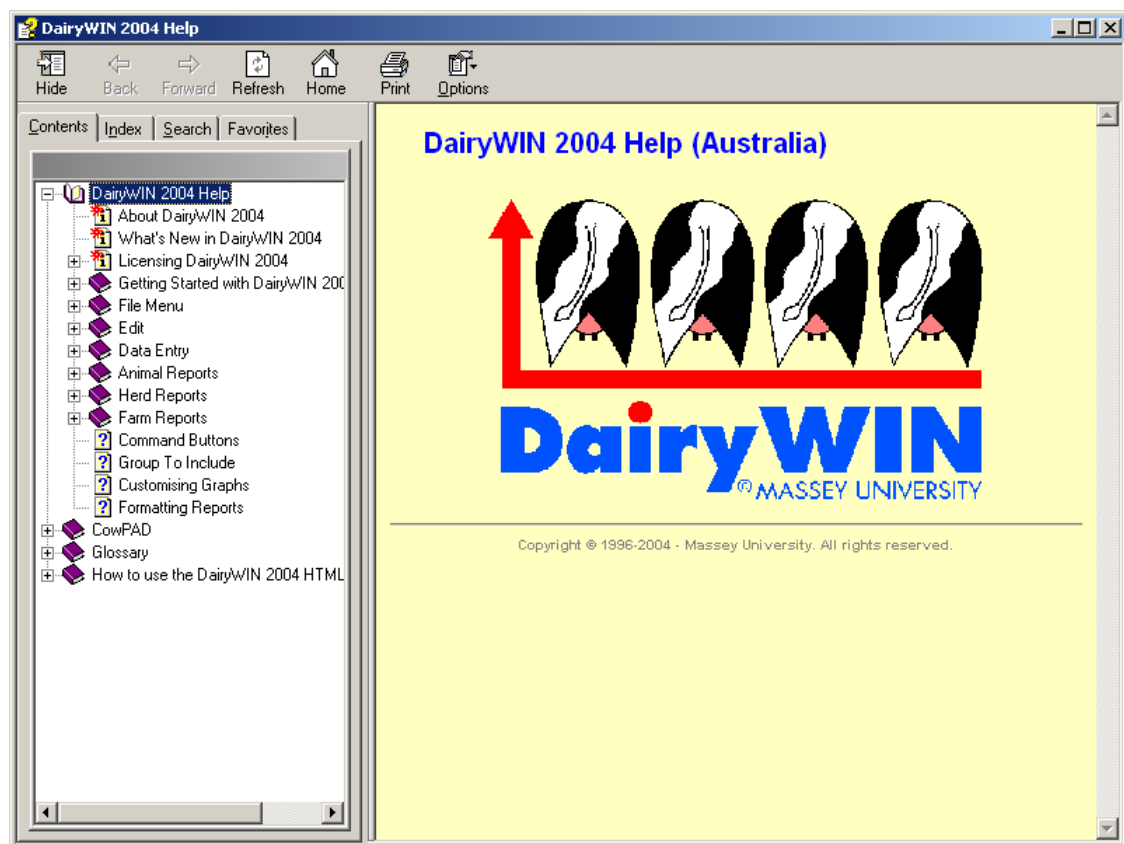 DairyWIN 2004 Help
Hide Back Forward Refresh Home Print Options
Contents Index Search Favorites
DairyWIN 2004 Help
About DairyWIN 2004
What's New in DairyWIN 2004
Licensing DairyWIN 2004
Getting Started with DairyWIN 200
File Menu
Edit
Data Entry
Animal Reports
Herd Reports
Farm Reports
Command Buttons
Group To Include
Customising Graphs
Formatting Reports
CowPAD
Glossary
How to use the DairyWIN 2004 HTML
DairyWIN 2004 Help (Australia)
DairyWIN
© MASSEY UNIVERSITY
Copyright © 1996-2004 - Massey University. All rights reserved.